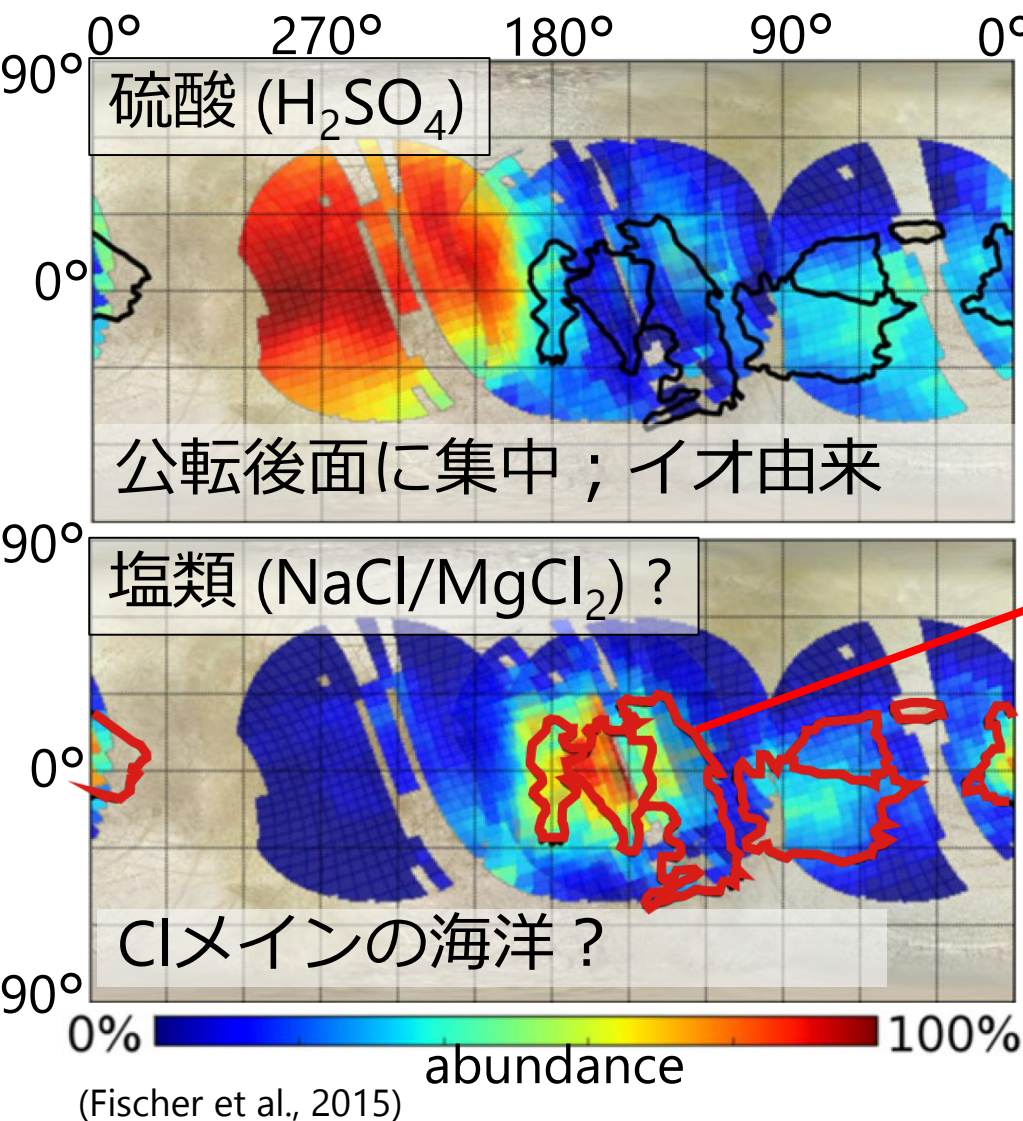 0° 270° 180° 90° 0°
90°
硫酸 (H₂SO₄)
0°
公転後面に集中；イオ由来
90°
塩類 (NaCl/MgCl₂)？
0°
Clメインの海洋？
90°
0% 100%
abundance
(Fischer et al., 2015)